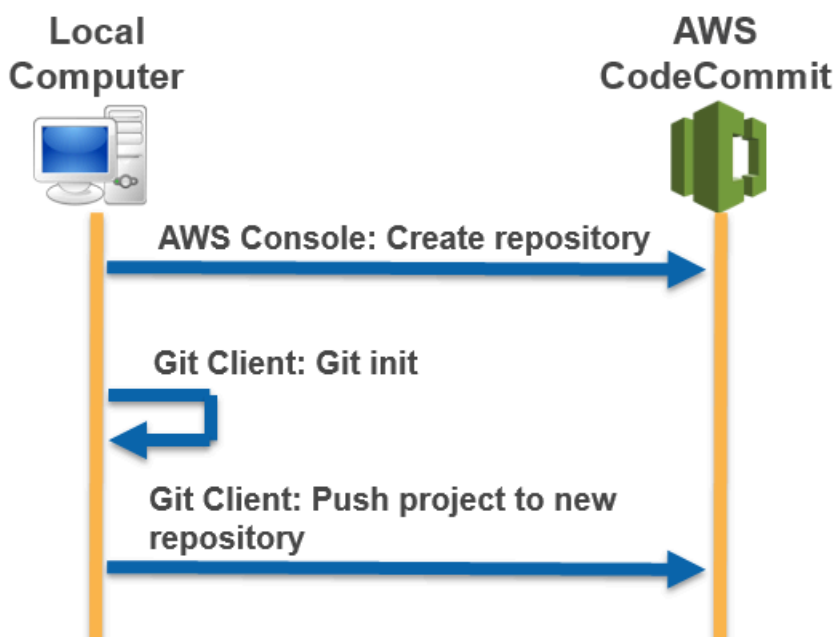 Local
Computer
AWS
CodeCommit
AWS Console: Create repository
Git Client: Git init
Git Client: Push project to new
repository